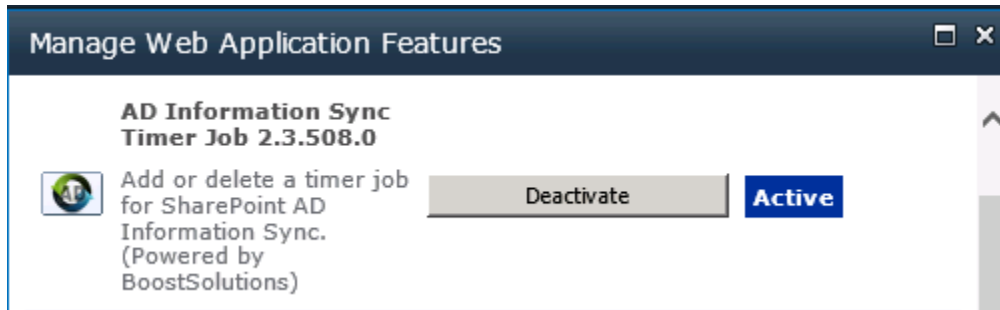 Manage Web Application Features
AD Information Sync
Timer Job 2.3.508.0
AD
Add or delete a timer job
for SharePoint AD
Information Sync.
(Powered by
BoostSolutions)
Deactivate
Active